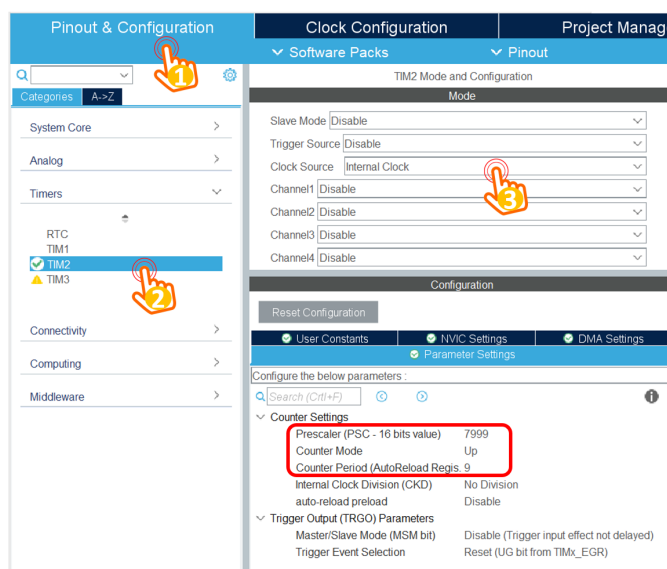 Pinout & Configuration
Clock Configuration
Project Manag
Software Packs
Pinout
1
Categories
A->Z
System Core
Analog
Timers
RTC
TIM1
TIM2
TIM3
2
Connectivity
Computing
Middleware
TIM2 Mode and Configuration
Mode
Slave Mode Disable
Trigger Source Disable
Clock Source Internal Clock
3
Channel1 Disable
Channel2 Disable
Channel3 Disable
Channel4 Disable
Configuration
Reset Configuration
User Constants
NVIC Settings
DMA Settings
Parameter Settings
Configure the below parameters :
Search (Crtl+F)
Counter Settings
Prescaler (PSC - 16 bits value) 7999
Counter Mode Up
Counter Period (AutoReload Regis. 9
Internal Clock Division (CKD) No Division
auto-reload preload Disable
Trigger Output (TRGO) Parameters
Master/Slave Mode (MSM bit) Disable (Trigger input effect not delayed)
Trigger Event Selection Reset (UG bit from TIMx_EGR)